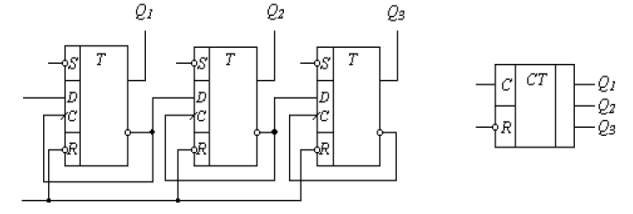 Q1 Q2 Q3
S T S T S T
D D D
C C C
R R R
C CT Q1
Q2
R Q3